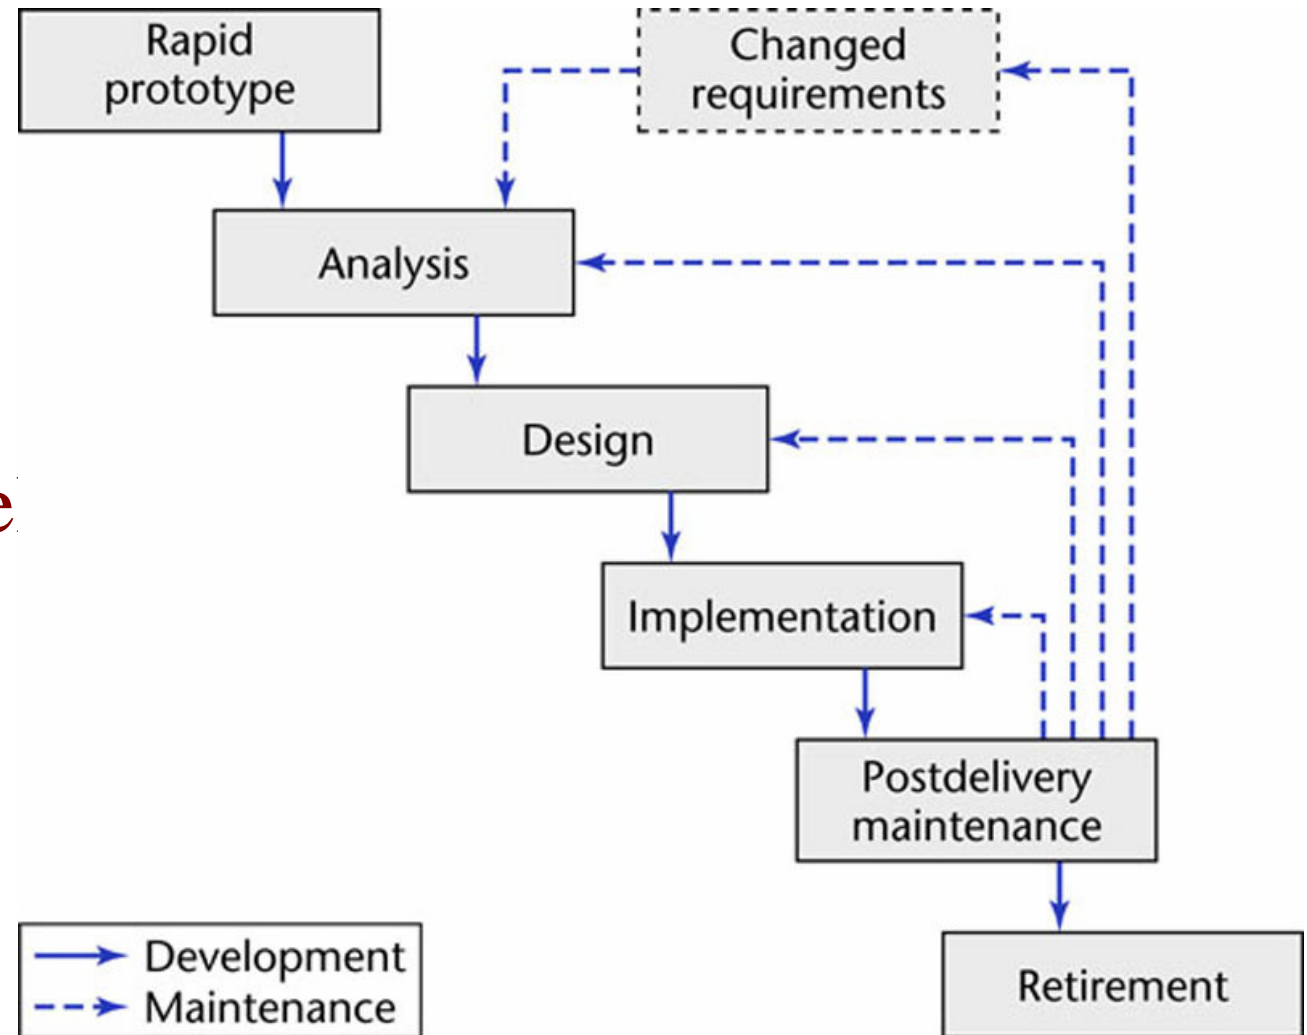 Rapid
prototype
Changed
requirements
Analysis
Design
Implementation
Postdelivery
maintenance
Retirement
Development
Maintenance